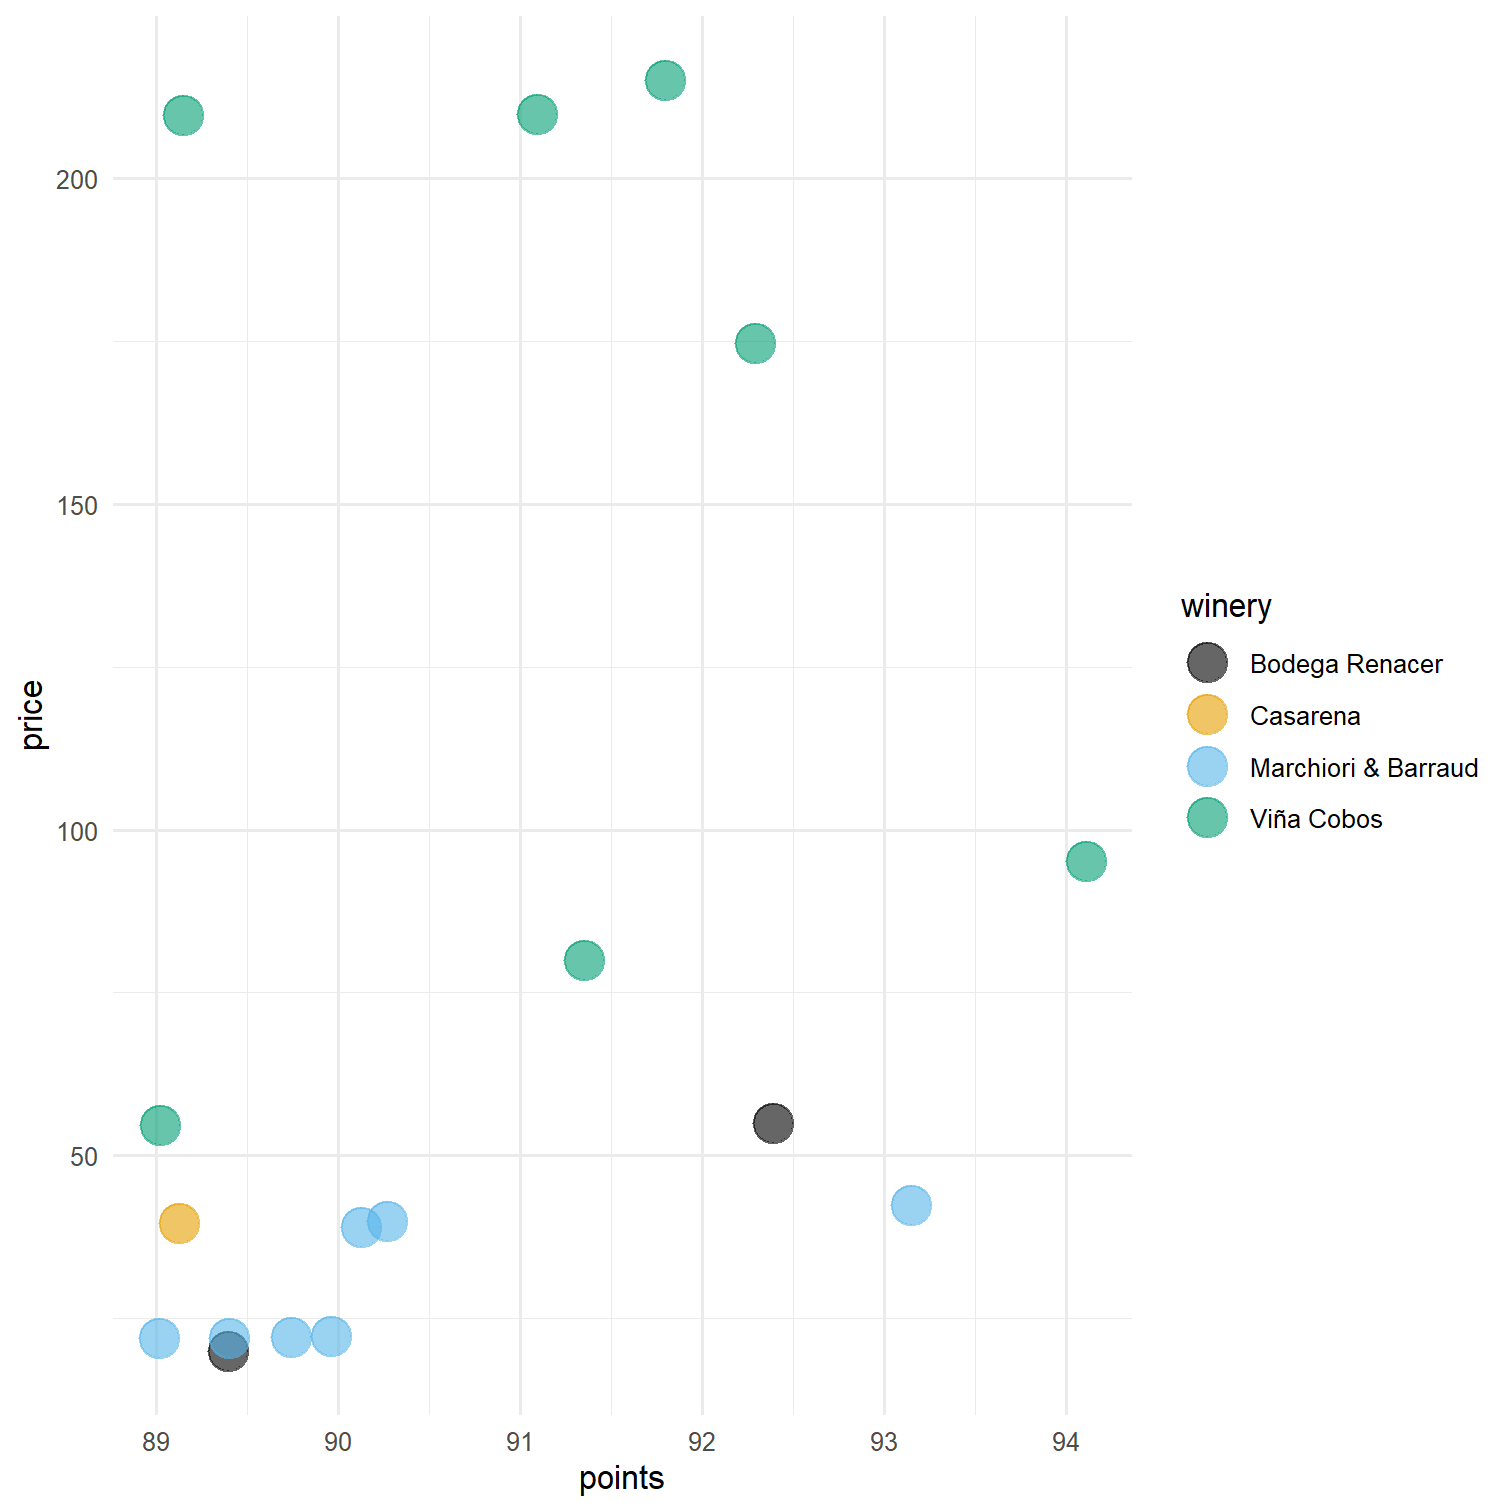 200
150
100
50
price
89 90 91 92 93 94
points
winery
Bodega Renacer
Casarena
Marchiori & Barraud
Viña Cobos